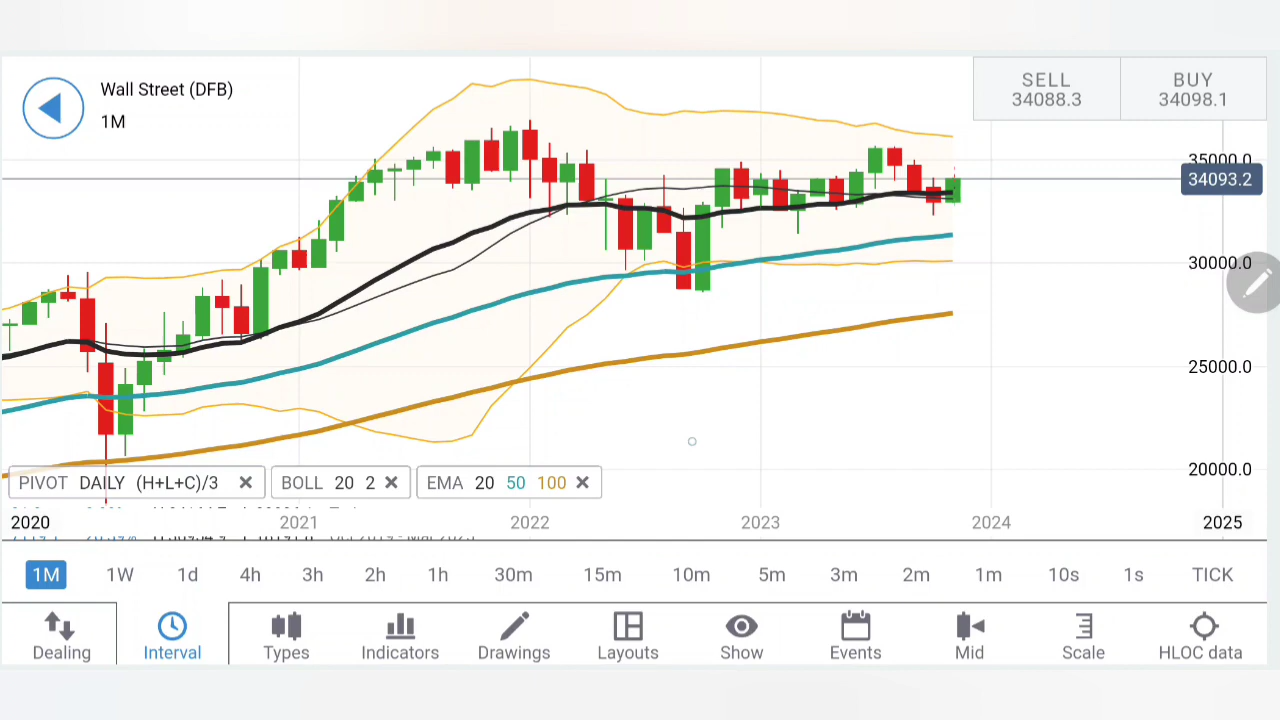 Wall Street (DFB)
1M
SELL
34088.3
BUY
34098.1
35000.0
34093.2
30000.0
25000.0
20000.0
PIVOT DAILY (H+L+C)/3
BOLL 20 2
EMA 20 50 100
2020 2021 2022 2023 2024 2025
1M 1W 1d 4h 3h 2h 1h 30m 15m 10m 5m 3m 2m 1m 10s 1s TICK
Dealing Interval Types Indicators Drawings Layouts Show Events Mid Scale HLOC data